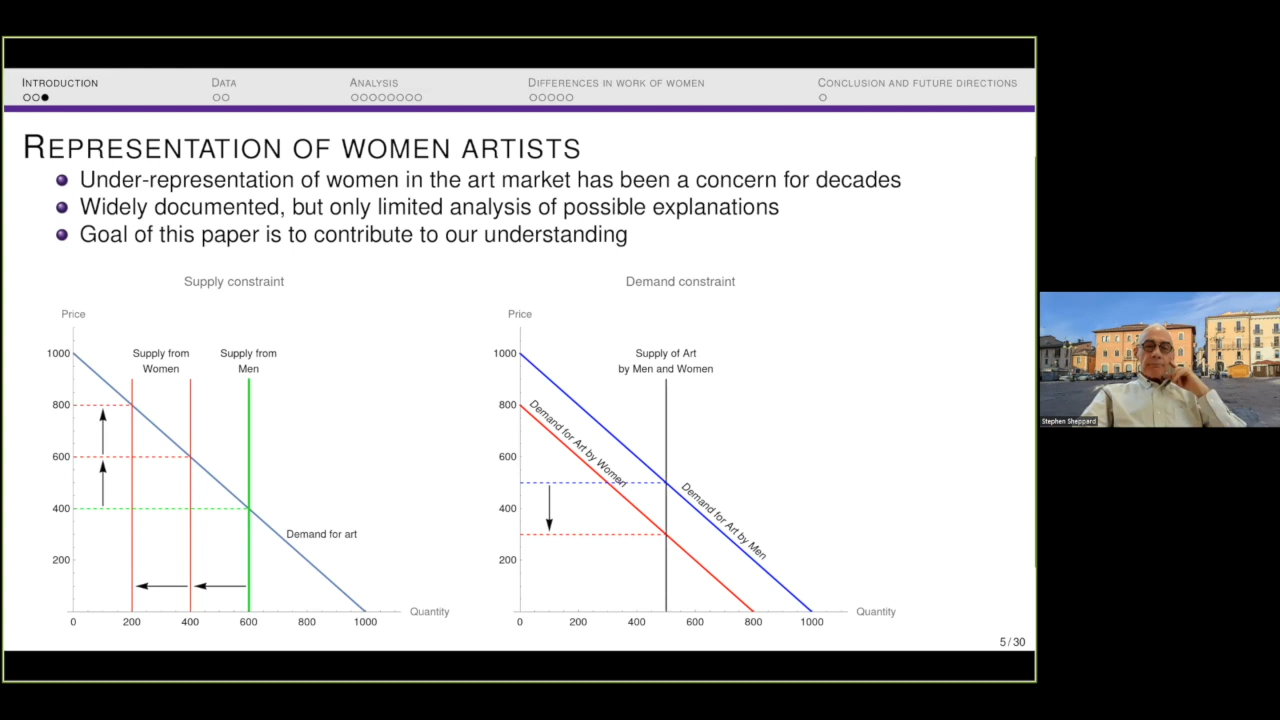 INTRODUCTION
DATA
ANALYSIS
DIFFERENCES IN WORK OF WOMEN
CONCLUSION AND FUTURE DIRECTIONS
REPRESENTATION OF WOMEN ARTISTS
Under-representation of women in the art market has been a concern for decades
Widely documented, but only limited analysis of possible explanations
Goal of this paper is to contribute to our understanding
Supply constraint
Price
1000
800
600
400
200
Supply from
Women
Supply from
Men
Demand for art
0
200
400
600
800
1000
Quantity
Demand constraint
Price
1000
800
600
400
200
Supply of Art
by Men and Women
Demand for Art by Women
Demand for Art by Men
0
200
400
600
800
1000
Quantity
5/30
Stephen Sheppard